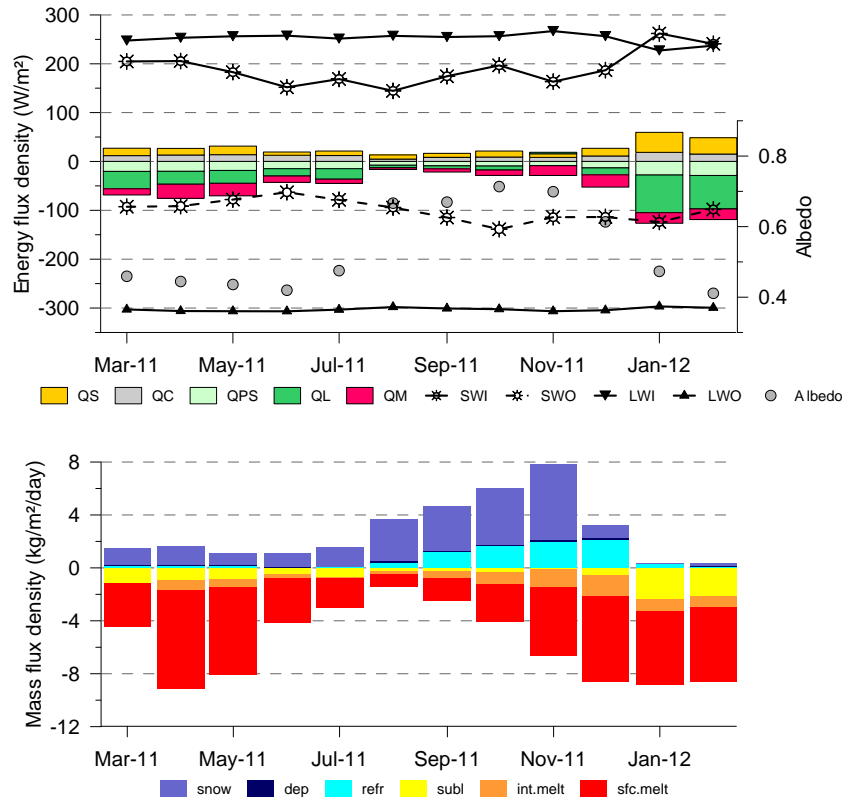 300
200
100
0
-100
-200
-300
Energy flux density (W/m²)
0.8
0.6
0.4
Albedo
Mar-11 May-11 Jul-11 Sep-11 Nov-11 Jan-12
QS QC QPS QL QM SWI SWO LWI LWO Albedo
8
4
0
-4
-8
-12
Mass flux density (kg/m²/day)
Mar-11 May-11 Jul-11 Sep-11 Nov-11 Jan-12
snow dep refr subl int.melt sfc.melt